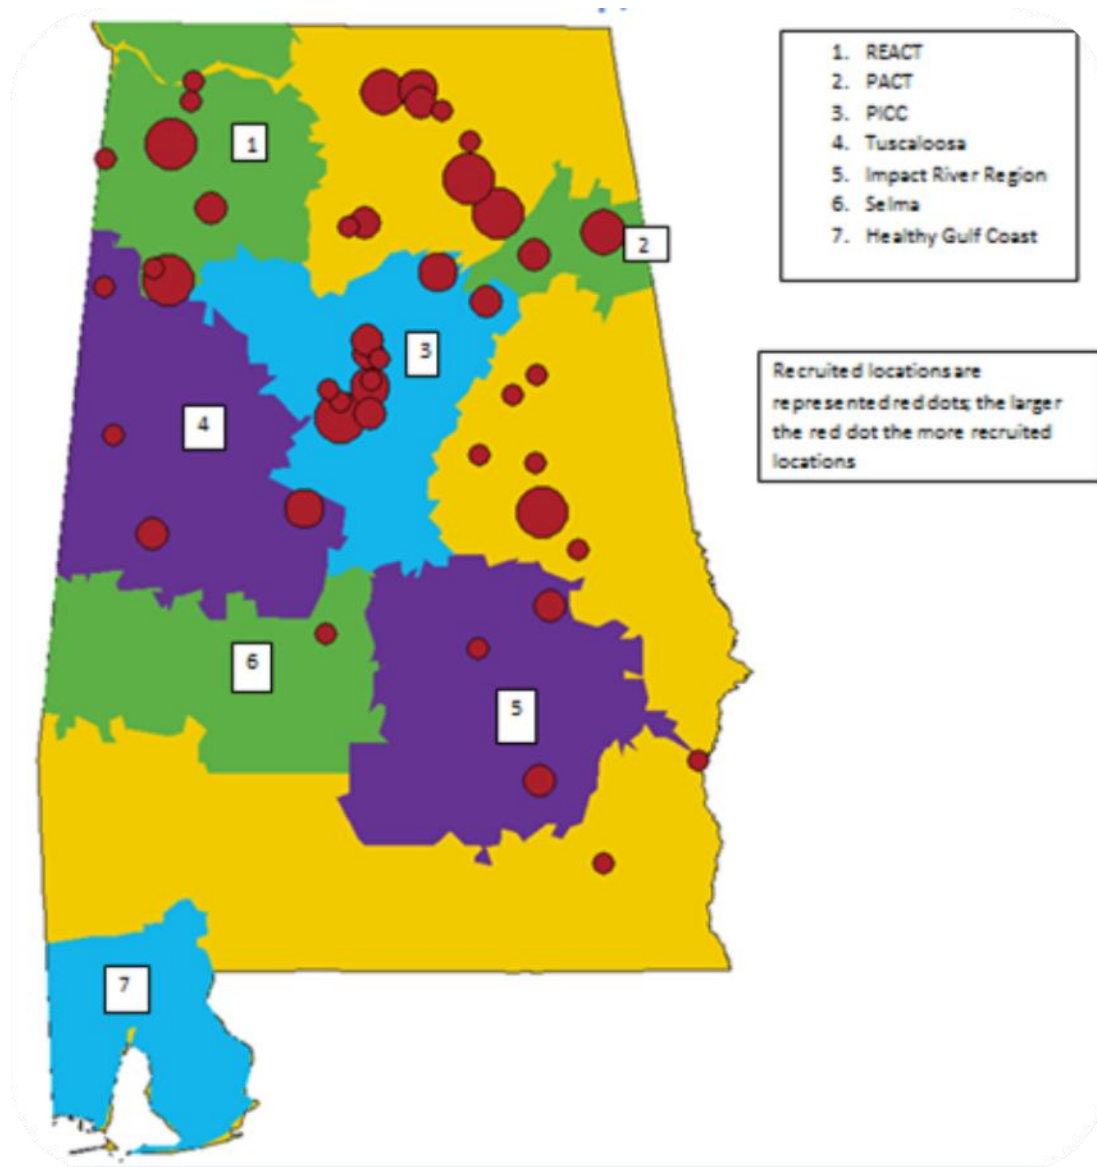 1. REACT
2. PACT
3. PICC
4. Tuscaloosa
5. Impact River Region
6. Selma
7. Healthy Gulf Coast
1
2
3
Recruited locations are
represented red dots; the larger
the red dot the more recruited
locations
4
6
5
7